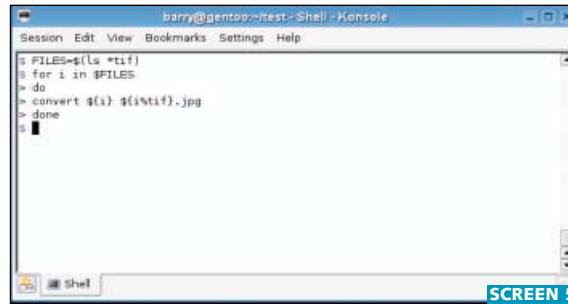 barry@gentoo:~/test - Shell - Konsole
Session Edit View Bookmarks Settings Help
$ FILES=$(ls *tif)
$ for i in $FILES
> do
> convert ${i} ${i%tif}.jpg
> done
$
Shell
SCREEN